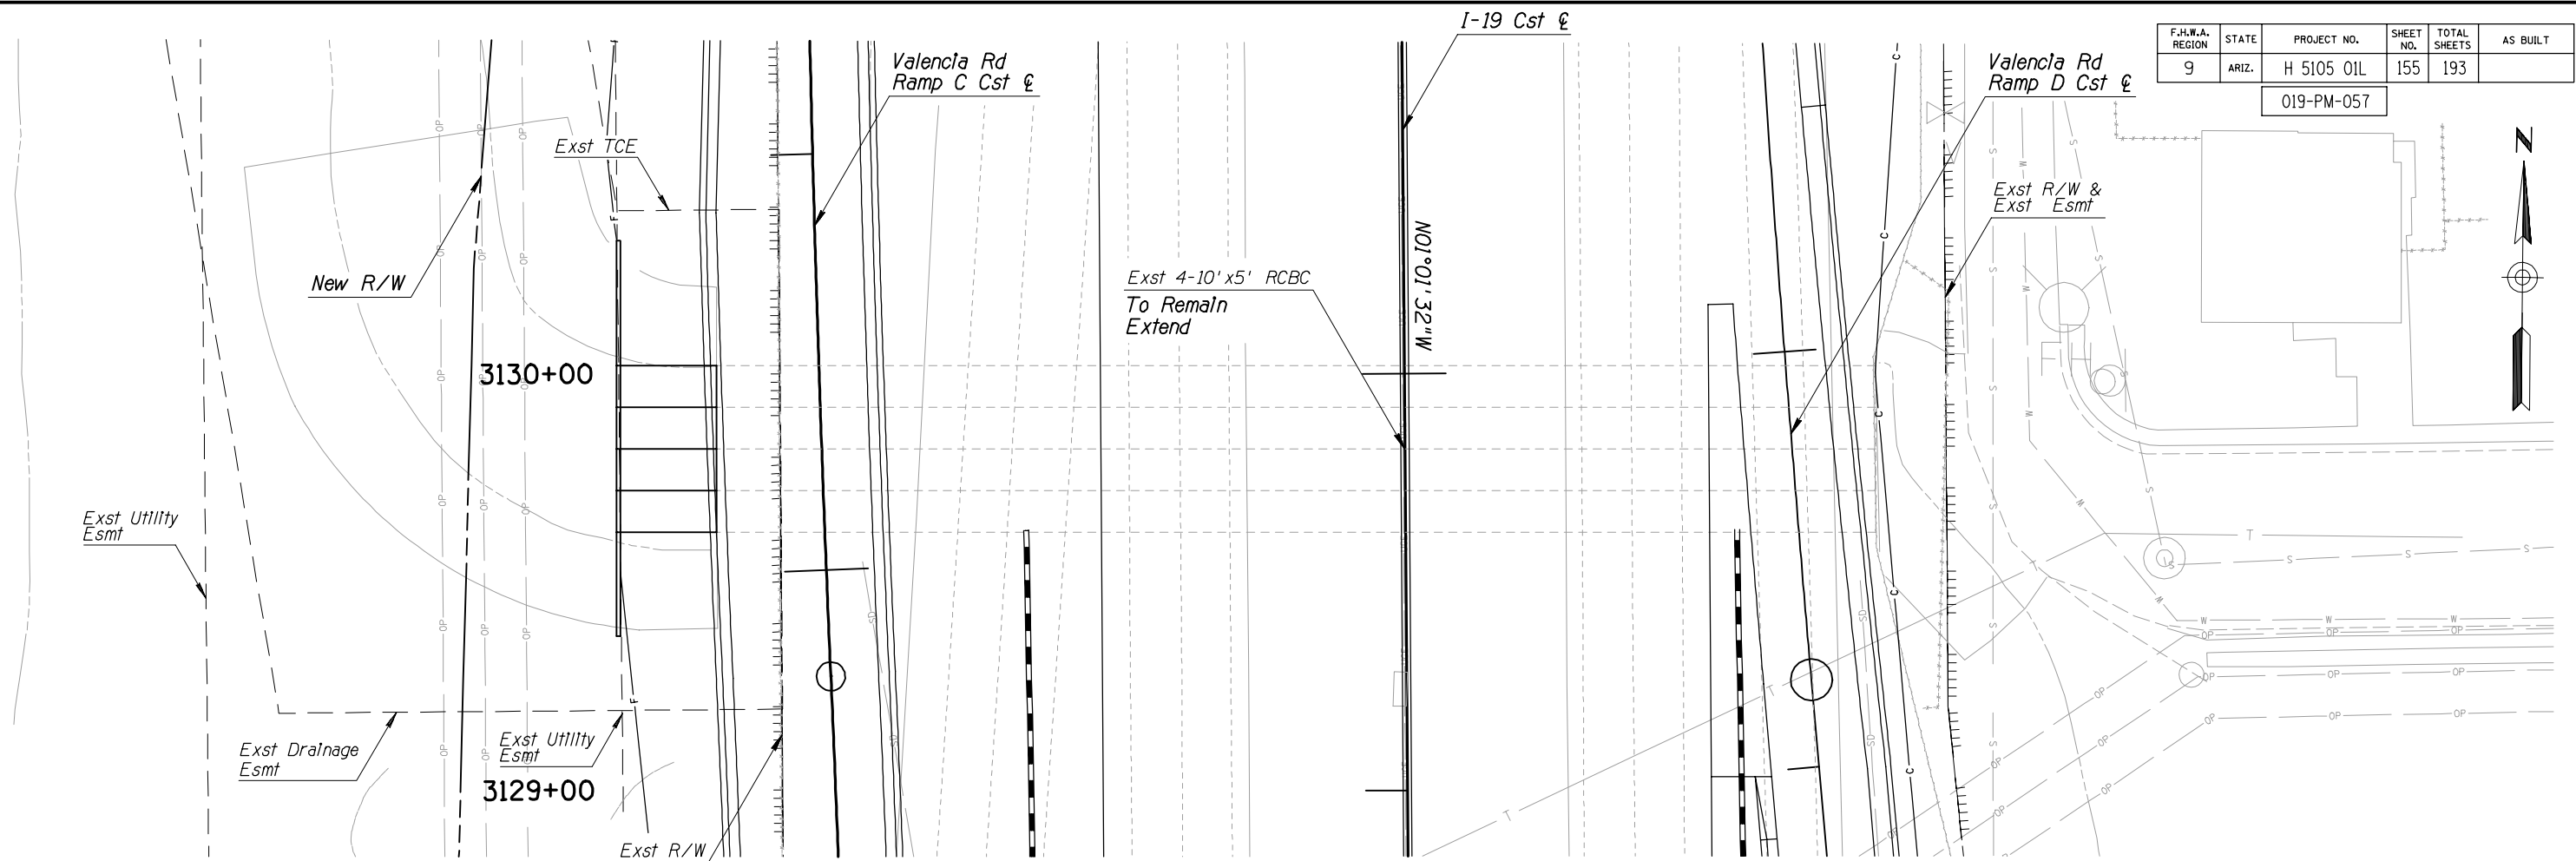 I-19 Cst ℄
F.H.W.A. REGION STATE PROJECT NO. SHEET NO. TOTAL SHEETS AS BUILT
9 ARIZ. H 5105 01L 155 193
019-PM-057
Valencia Rd
Ramp C Cst ℄
Valencia Rd
Ramp D Cst ℄
N
Exst TCE
Exst R/W &
Exst Esmt
New R/W
N01°01'32"W
Exst 4-10'x5' RCBC
To Remain
Extend
3130+00
Exst Utility
Esmt
Exst Drainage
Esmt
Exst Utility
Esmt
3129+00
Exst R/W